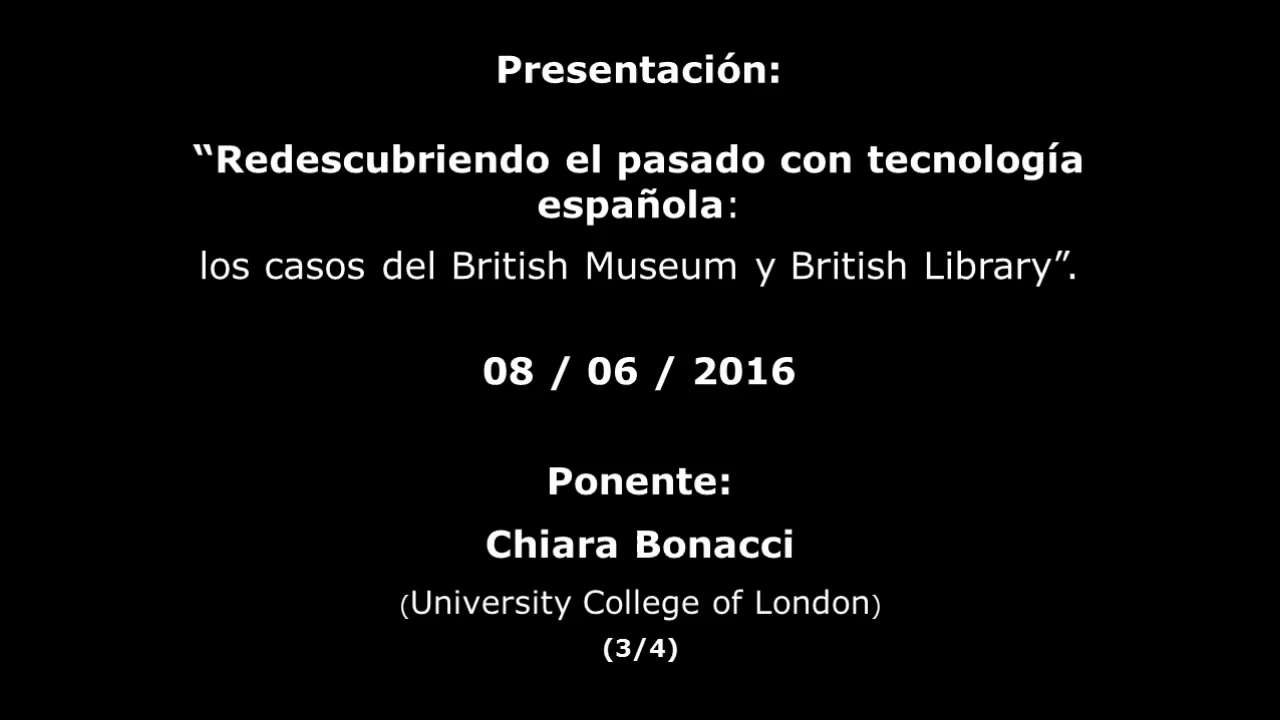 Presentación:
“Redescubriendo el pasado con tecnología
española:
los casos del British Museum y British Library”.
08 / 06 / 2016
Ponente:
Chiara Bonacci
(University College of London)
(3/4)